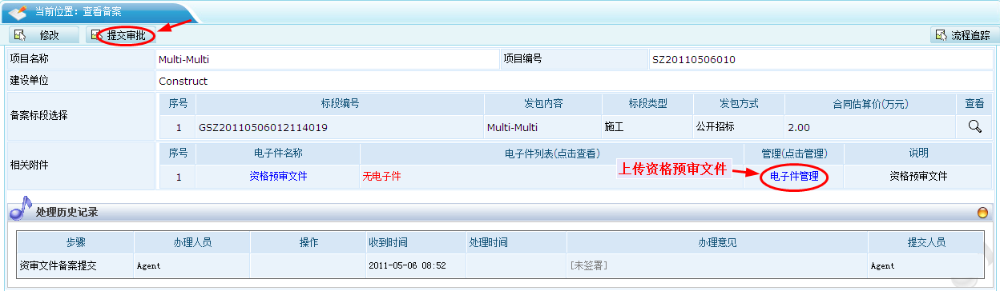 当前位置：查看备案
修改 提交审批 流程追踪
项目名称 Multi-Multi 项目编号 SZ20110506010
建设单位 Construct
备案标段选择
序号 标段编号 发包内容 标段类型 发包方式 合同估算价(万元) 查看
1 GSZ20110506012114019 Multi-Multi 施工 公开招标 2.00
相关附件
序号 电子件名称 电子件列表(点击查看) 管理(点击管理) 说明
1 资格预审文件 无电子件 上传资格预审文件 电子件管理 资格预审文件
处理历史记录
步骤 办理人员 操作 收到时间 处理时间 办理意见 提交人员
资审文件备案提交 Agent 2011-05-06 08:52 [未签署] Agent